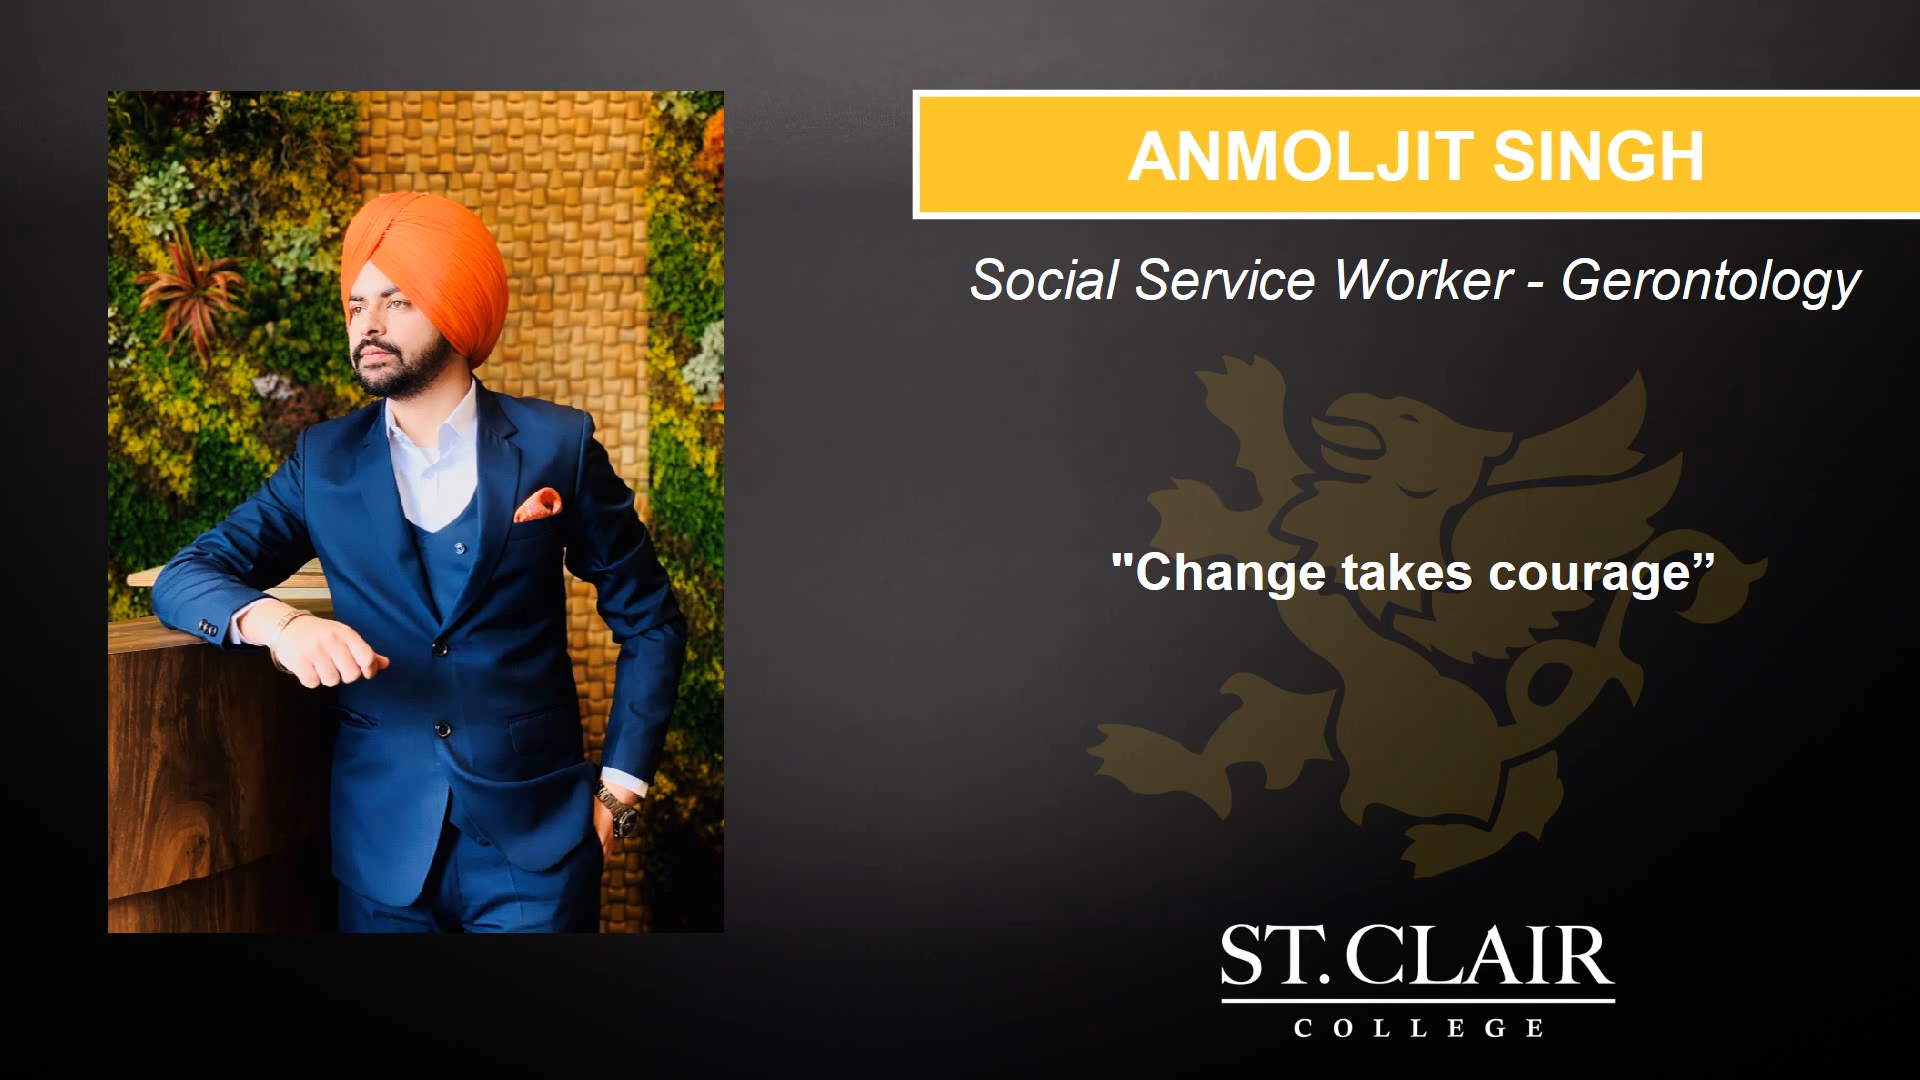 ANMOLJIT SINGH
Social Service Worker - Gerontology
"Change takes courage”
ST. CLAIR
COLLEGE